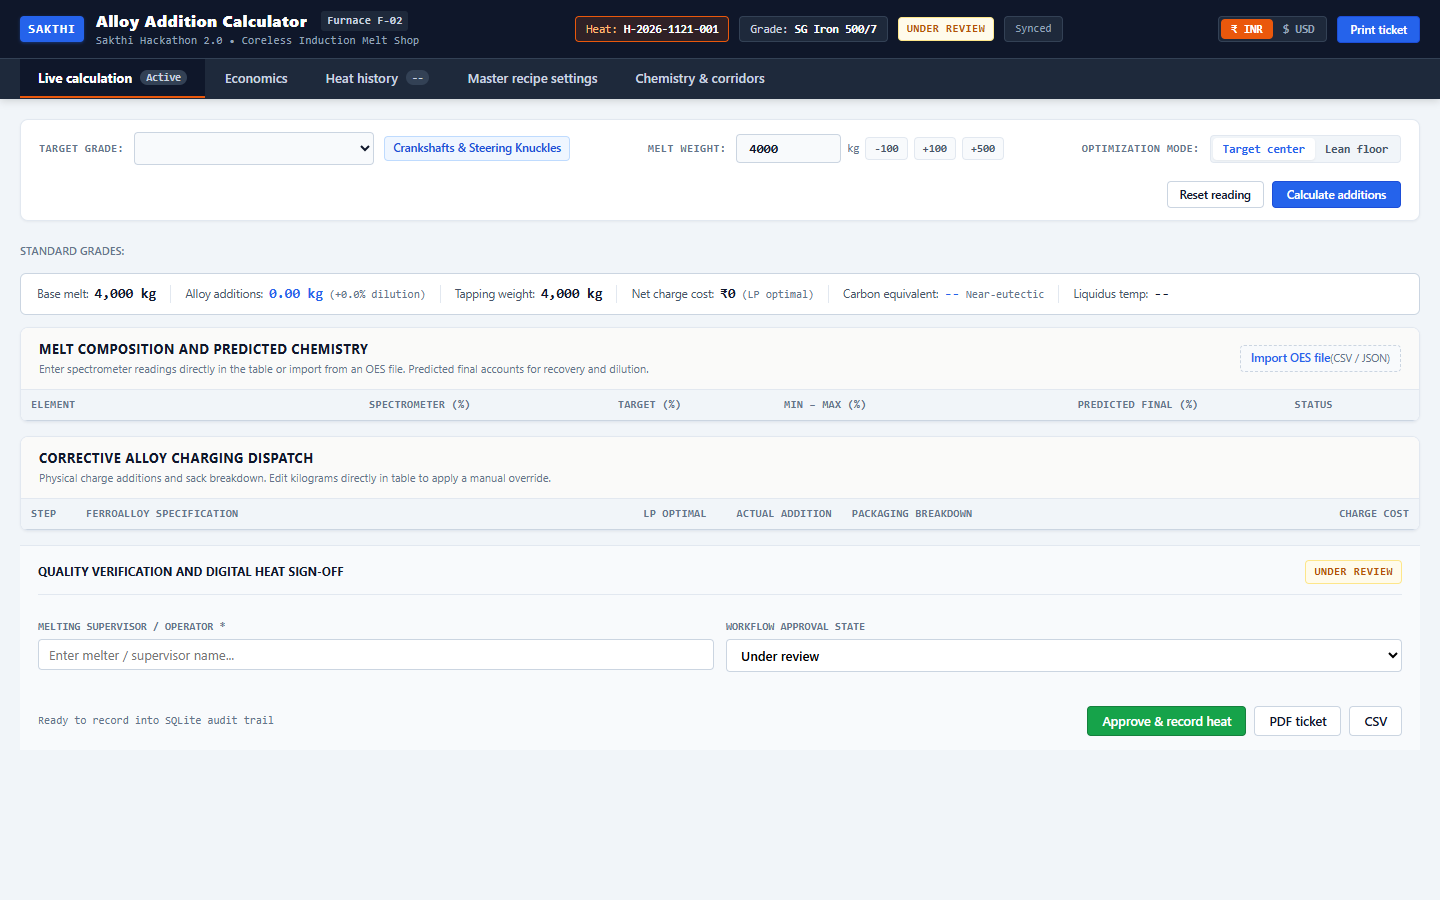 SAKTHI
Alloy Addition Calculator
Furnace F-02
Sakthi Hackathon 2.0 • Coreless Induction Melt Shop
Heat: H-2026-1121-001
Grade: SG Iron 500/7
UNDER REVIEW
Synced
₹ INR
$ USD
Print ticket
Live calculation
Active
Economics
Heat history
--
Master recipe settings
Chemistry & corridors
TARGET GRADE:
Crankshafts & Steering Knuckles
MELT WEIGHT:
4000
kg
-100
+100
+500
OPTIMIZATION MODE:
Target center
Lean floor
Reset reading
Calculate additions
STANDARD GRADES:
Base melt: 4,000 kg
Alloy additions: 0.00 kg (+0.0% dilution)
Tapping weight: 4,000 kg
Net charge cost: ₹0 (LP optimal)
Carbon equivalent: -- Near-eutectic
Liquidus temp: --
MELT COMPOSITION AND PREDICTED CHEMISTRY
Enter spectrometer readings directly in the table or import from an OES file. Predicted final accounts for recovery and dilution.
Import OES file(CSV / JSON)
ELEMENT
SPECTROMETER (%)
TARGET (%)
MIN – MAX (%)
PREDICTED FINAL (%)
STATUS
CORRECTIVE ALLOY CHARGING DISPATCH
Physical charge additions and sack breakdown. Edit kilograms directly in table to apply a manual override.
STEP
FERROALLOY SPECIFICATION
LP OPTIMAL
ACTUAL ADDITION
PACKAGING BREAKDOWN
CHARGE COST
QUALITY VERIFICATION AND DIGITAL HEAT SIGN-OFF
UNDER REVIEW
MELTING SUPERVISOR / OPERATOR *
Enter melter / supervisor name...
WORKFLOW APPROVAL STATE
Under review
Ready to record into SQLite audit trail
Approve & record heat
PDF ticket
CSV